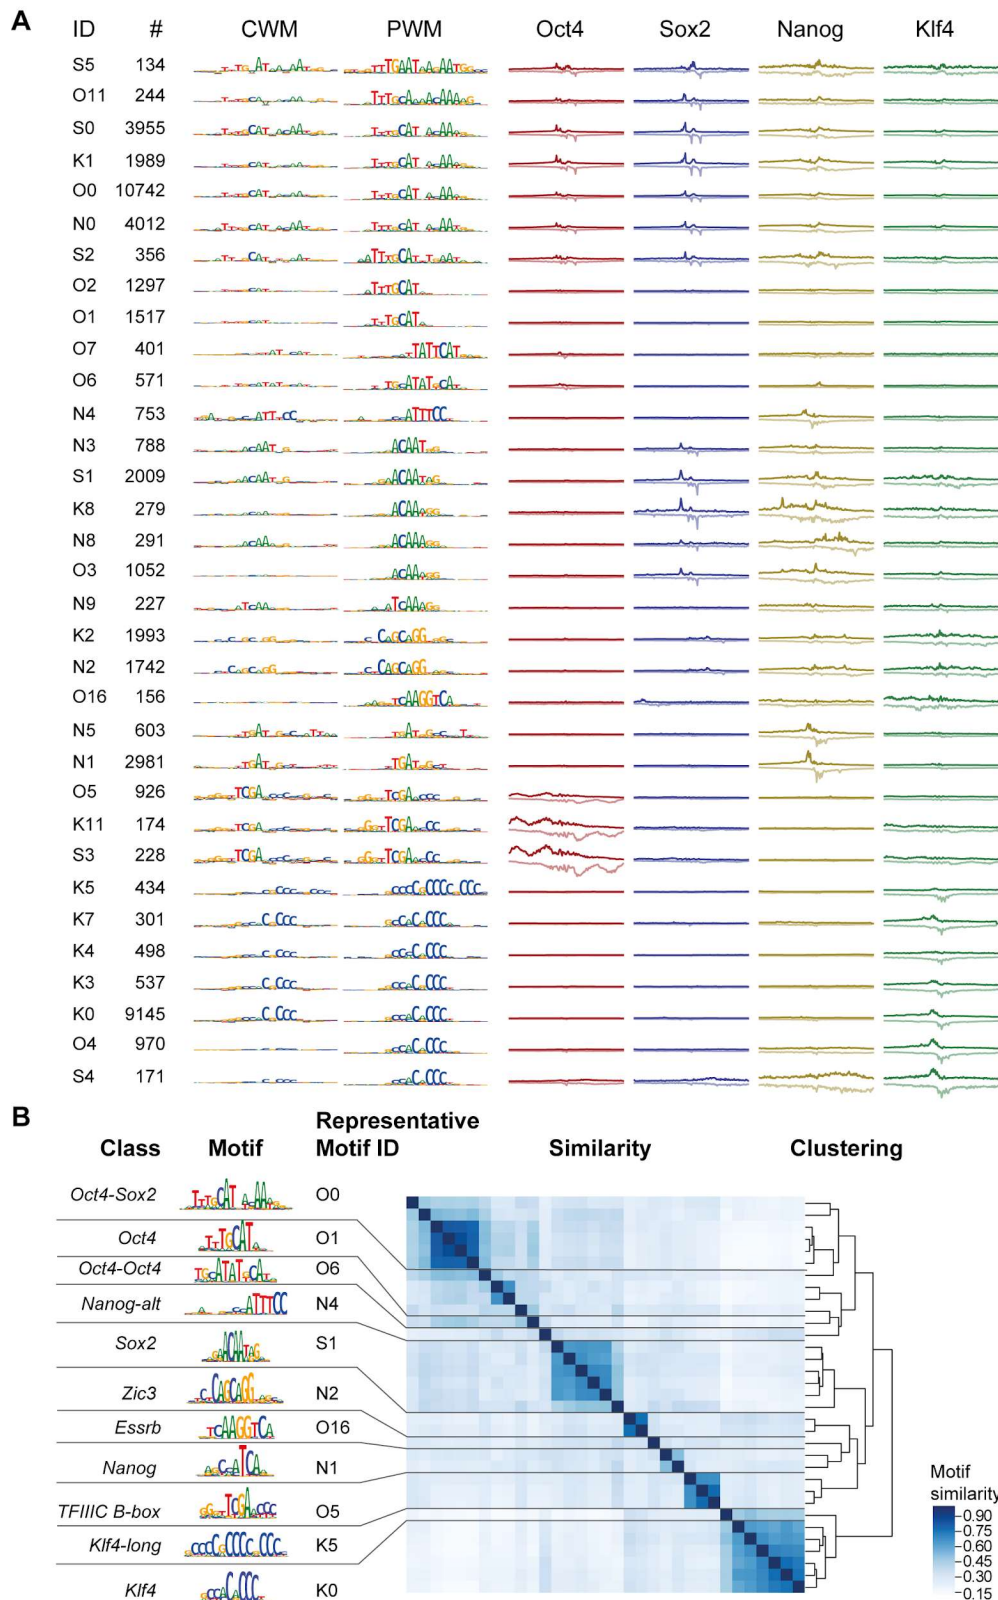 A
ID # CWM PWM Oct4 Sox2 Nanog Klf4
S5 134
O11 244
S0 3955
K1 1989
O0 10742
N0 4012
S2 356
O2 1297
O1 1517
O7 401
O6 571
N4 753
N3 788
S1 2009
K8 279
N8 291
O3 1052
N9 227
K2 1993
N2 1742
O16 156
N5 603
N1 2981
O5 926
K11 174
S3 228
K5 434
K7 301
K4 498
K3 537
K0 9145
O4 970
S4 171
B
Class Motif Representative Motif ID Similarity Clustering
Oct4-Sox2 O0
Oct4 O1
Oct4-Oct4 O6
Nanog-alt N4
Sox2 S1
Zic3 N2
Essrb O16
Nanog N1
TFIIIC B-box O5
Klf4-long K5
Klf4 K0
Motif
similarity
0.90
0.75
0.60
0.45
0.30
0.15